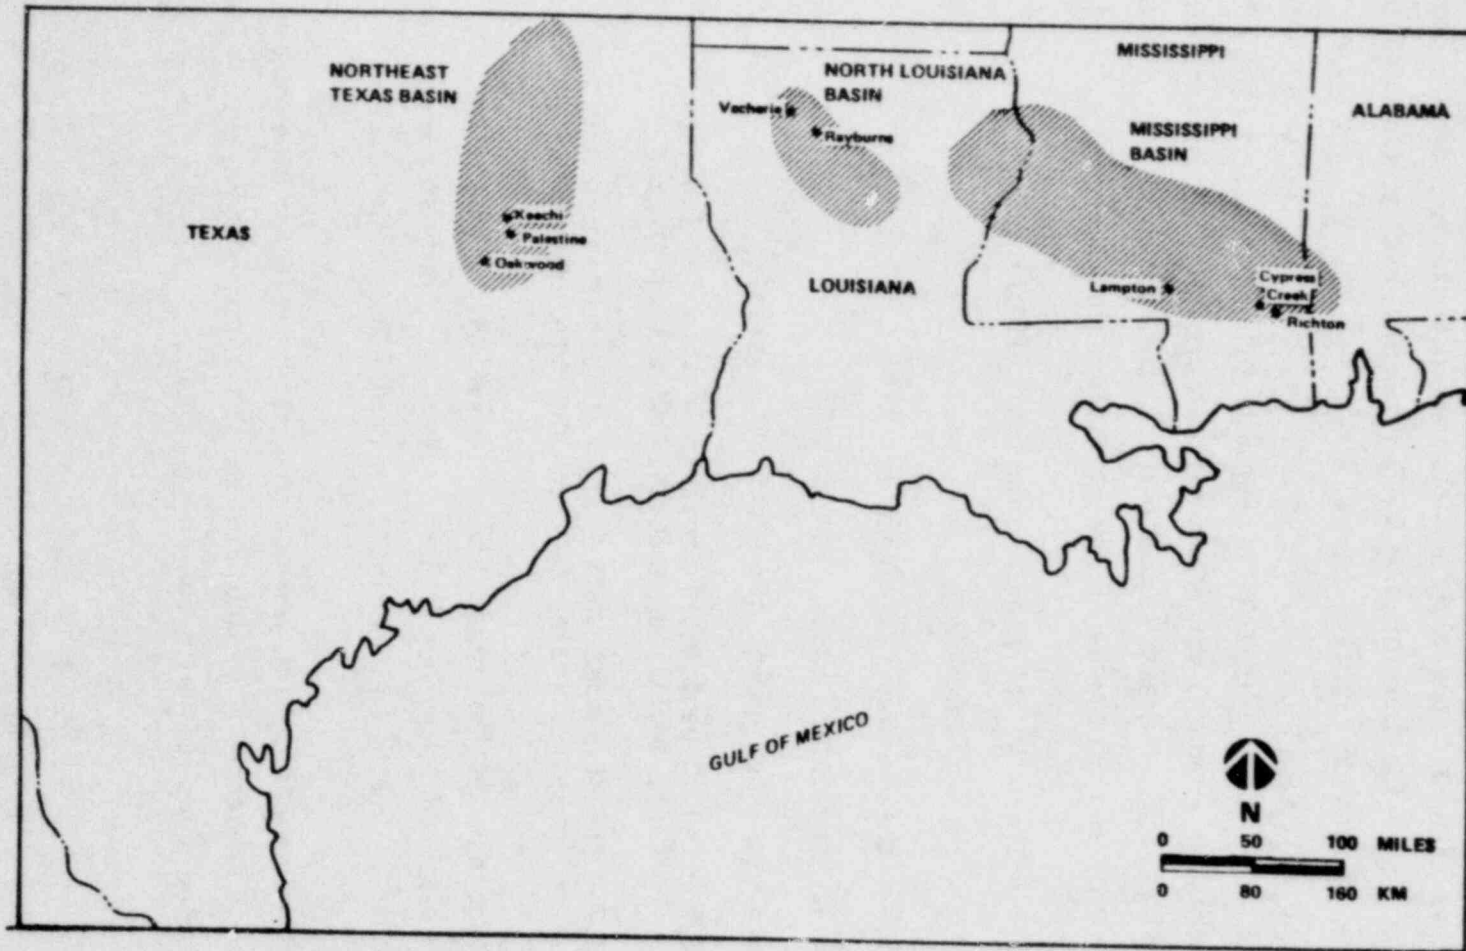 NORTHEAST
TEXAS BASIN
NORTH LOUISIANA
BASIN
MISSISSIPPI
ALABAMA
Vacherie
Rayburns
MISSISSIPPI
BASIN
TEXAS
Keechi
Palestine
Oakwood
LOUISIANA
Lampton
Cypress
Creek
Richton
GULF OF MEXICO
N
0 50 100 MILES
0 80 160 KM